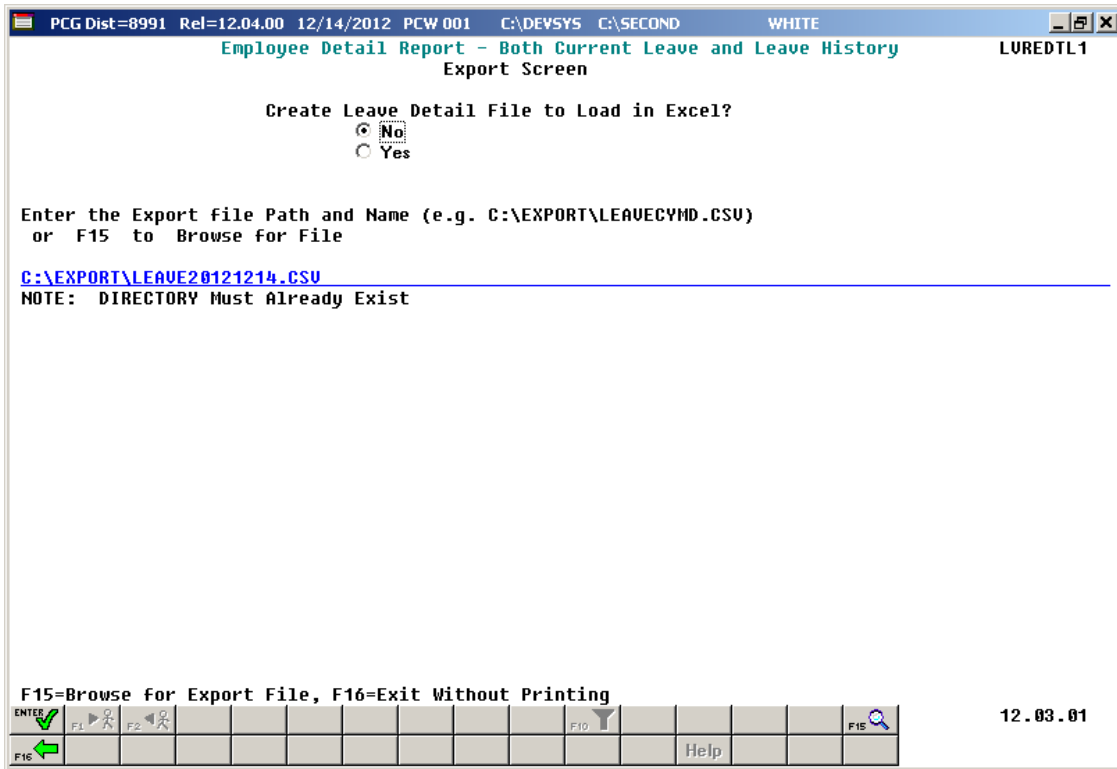 PCG Dist=8991 Rel=12.04.00 12/14/2012 PCW 001 C:\DEVSYS C:\SECOND WHITE
Employee Detail Report - Both Current Leave and Leave History LVREDTL1
Export Screen
Create Leave Detail File to Load in Excel?
No
Yes
Enter the Export file Path and Name (e.g. C:\EXPORT\LEAVECYMD.CSV)
or F15 to Browse for File
C:\EXPORT\LEAVE20121214.CSV
NOTE: DIRECTORY Must Already Exist
F15=Browse for Export File, F16=Exit Without Printing
ENTER F1 F2 F10 F15 12.03.01
F16 Help